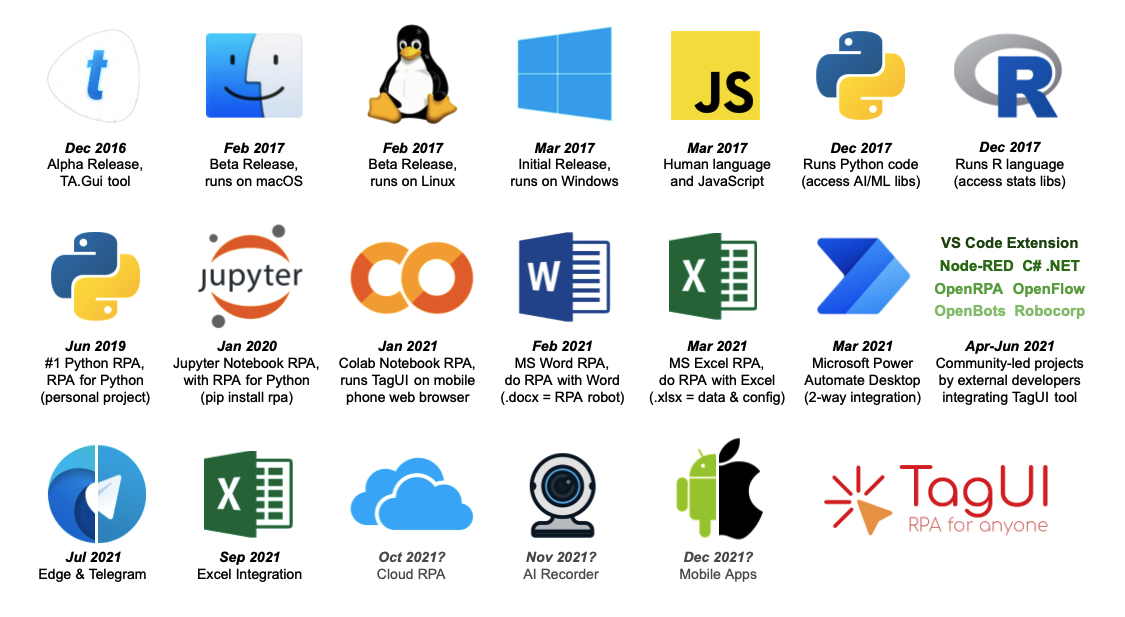 t
JS
R
Dec 2016
Alpha Release,
TA.Gui tool
Feb 2017
Beta Release,
runs on macOS
Feb 2017
Beta Release,
runs on Linux
Mar 2017
Initial Release,
runs on Windows
Mar 2017
Human language
and JavaScript
Dec 2017
Runs Python code
(access AI/ML libs)
Dec 2017
Runs R language
(access stats libs)
jupyter
W
X
VS Code Extension
Node-RED C# .NET
OpenRPA OpenFlow
OpenBots Robocorp
Jun 2019
#1 Python RPA,
RPA for Python
(personal project)
Jan 2020
Jupyter Notebook RPA,
with RPA for Python
(pip install rpa)
Jan 2021
Colab Notebook RPA,
runs TagUI on mobile
phone web browser
Feb 2021
MS Word RPA,
do RPA with Word
(.docx = RPA robot)
Mar 2021
MS Excel RPA,
do RPA with Excel
(.xlsx = data & config)
Mar 2021
Microsoft Power
Automate Desktop
(2-way integration)
Apr-Jun 2021
Community-led projects
by external developers
integrating TagUI tool
X
TagUI
RPA for anyone
Jul 2021
Edge & Telegram
Sep 2021
Excel Integration
Oct 2021?
Cloud RPA
Nov 2021?
AI Recorder
Dec 2021?
Mobile Apps